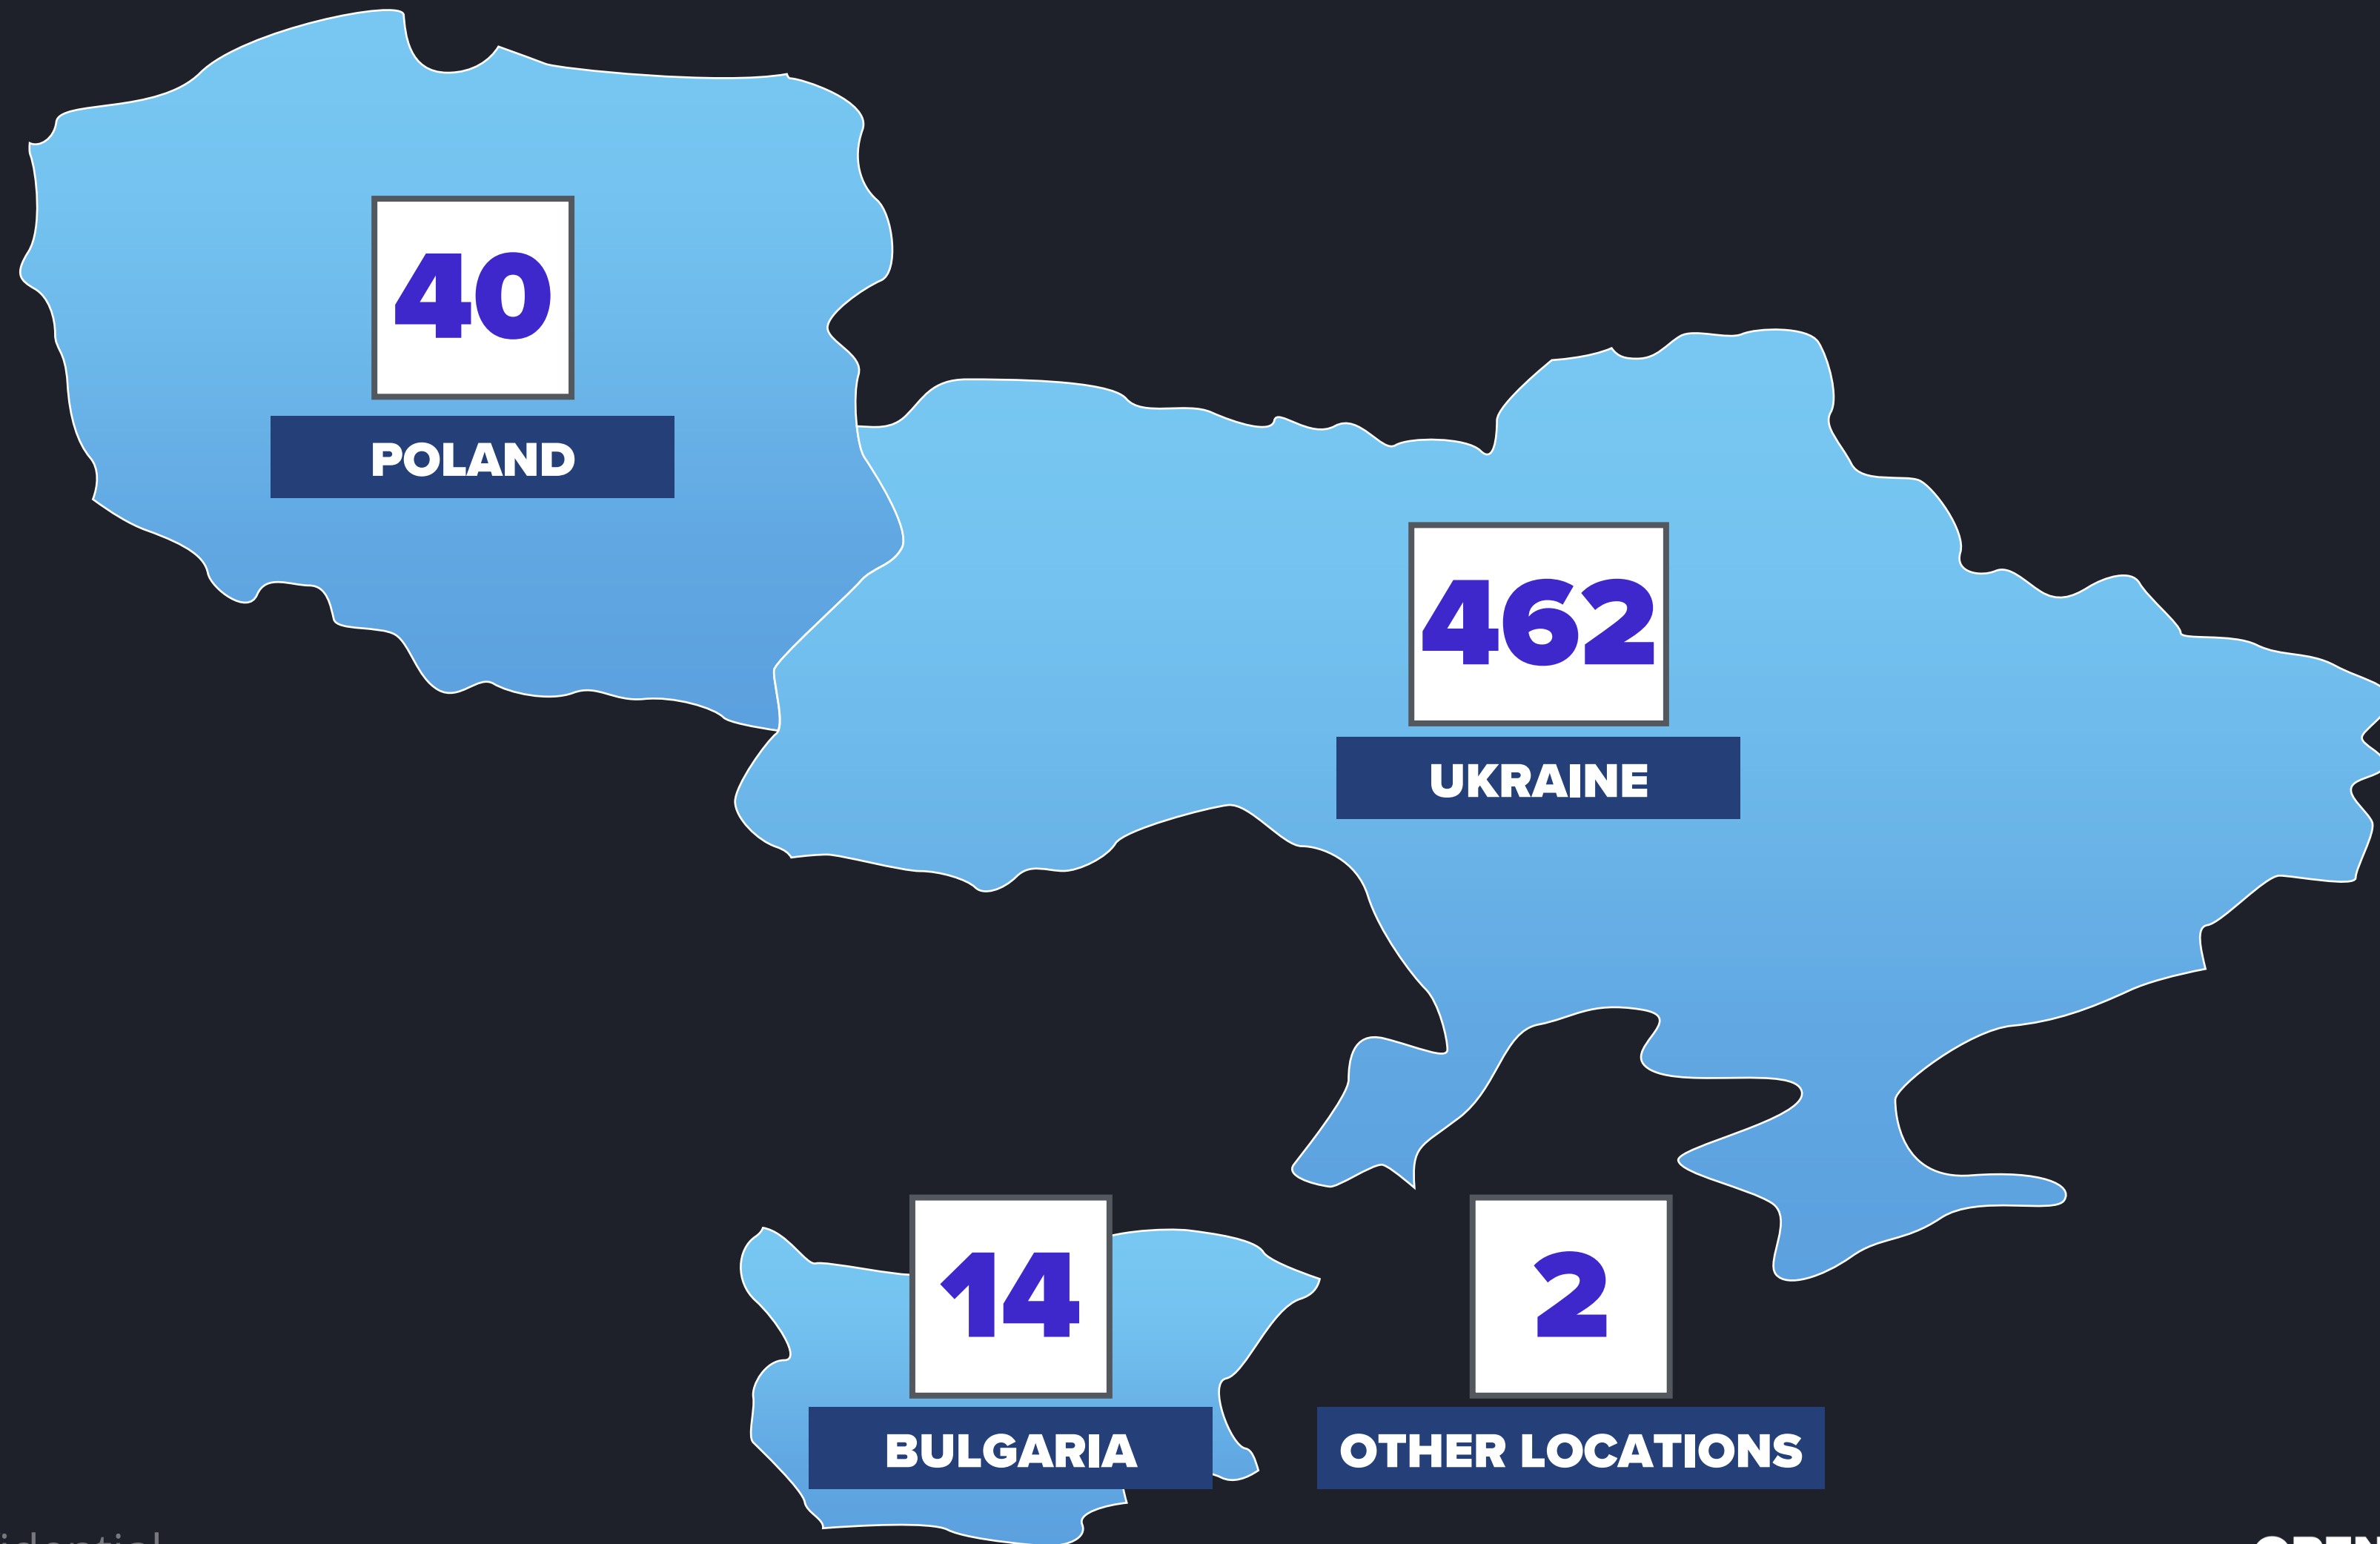 40
POLAND
462
UKRAINE
14
BULGARIA
2
OTHER LOCATIONS